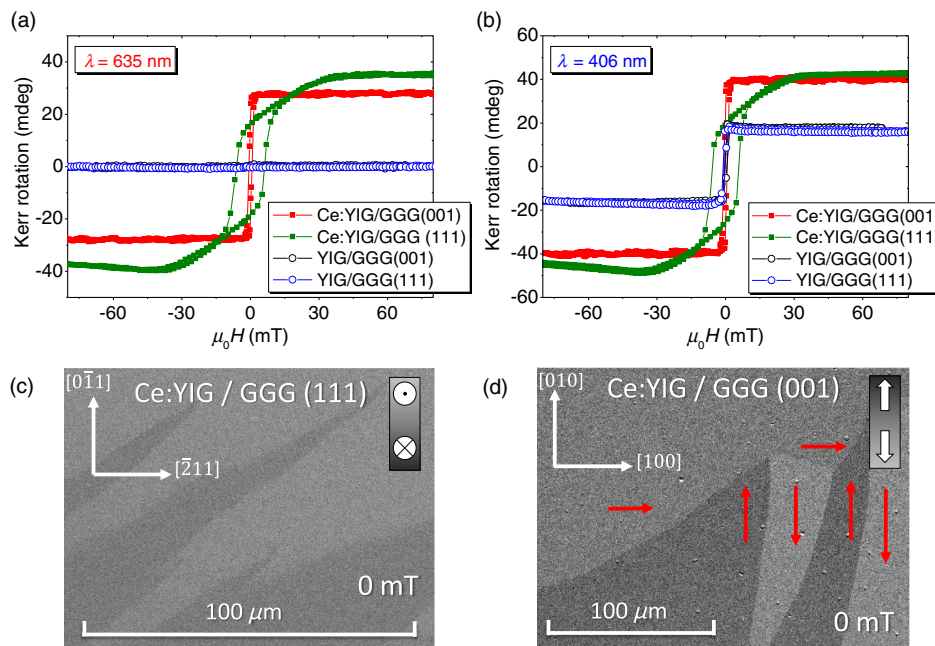 (a)
λ = 635 nm
Kerr rotation (mdeg)
40
20
0
-20
-40
-60
-30
0
30
60
μ₀H (mT)
Ce:YIG/GGG(001)
Ce:YIG/GGG (111)
YIG/GGG(001)
YIG/GGG(111)
(b)
λ = 406 nm
Kerr rotation (mdeg)
60
40
20
0
-20
-40
-60
-60
-30
0
30
60
μ₀H (mT)
Ce:YIG/GGG(001)
Ce:YIG/GGG(111
YIG/GGG(001)
YIG/GGG(111)
(c)
[01̅1]
Ce:YIG / GGG (111)
[2̅11]
0 mT
100 μm
(d)
[010]
Ce:YIG / GGG (001)
[100]
100 μm
0 mT